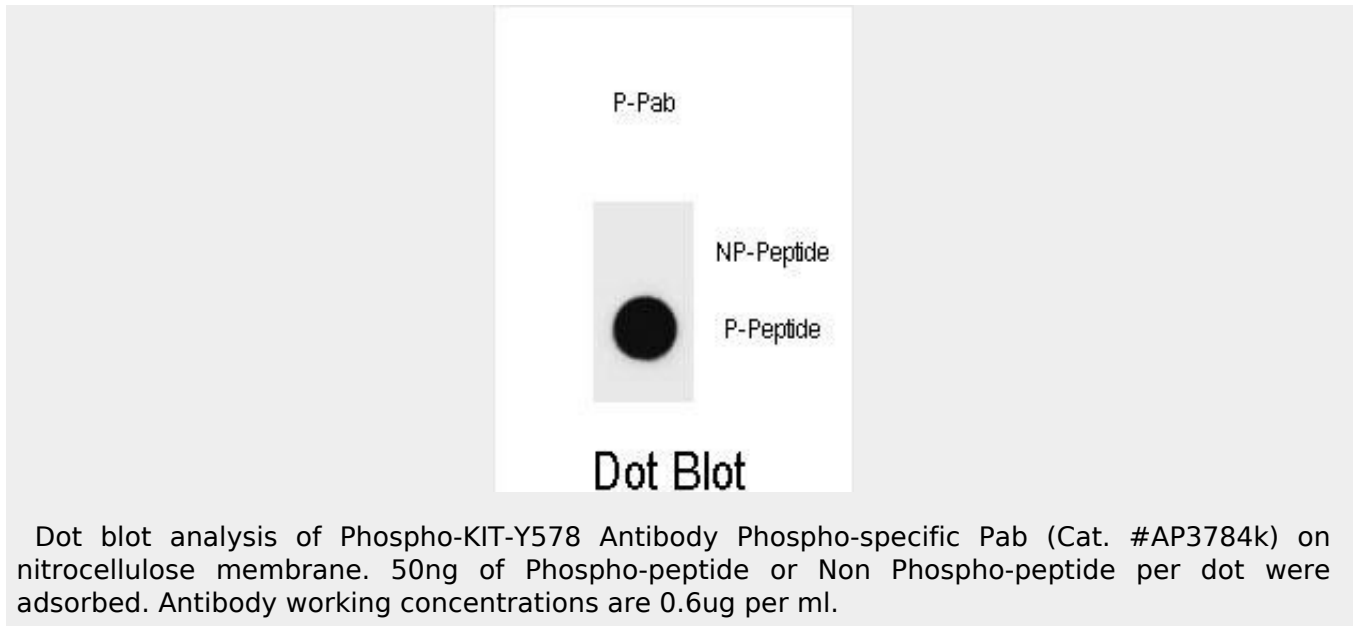 P-Pab
NP-Peptide
P-Peptide
Dot Blot
Dot blot analysis of Phospho-KIT-Y578 Antibody Phospho-specific Pab (Cat. #AP3784k) on
nitrocellulose membrane. 50ng of Phospho-peptide or Non Phospho-peptide per dot were
adsorbed. Antibody working concentrations are 0.6ug per ml.